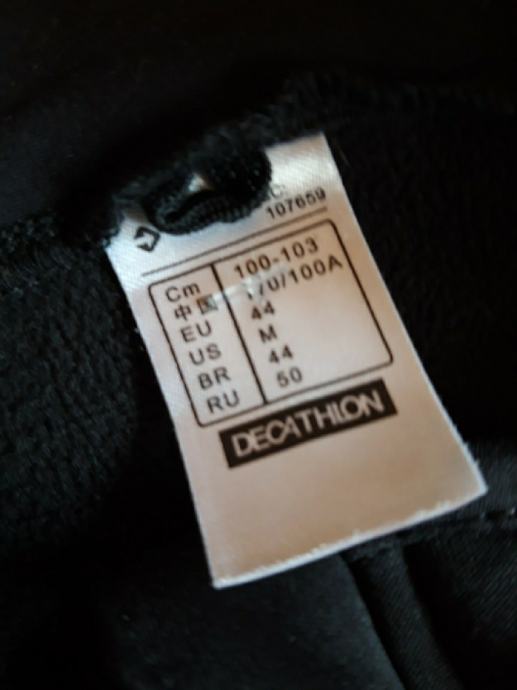 107659
Cm 100-103
中国 170/100A
EU 44
US M
BR 44
RU 50
DECATHLON